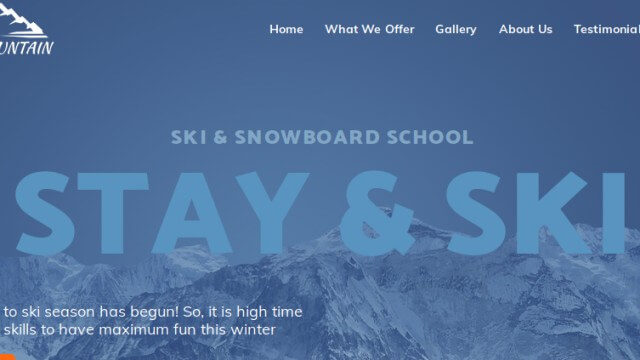 Home What We Offer Gallery About Us Testimonial
SKI & SNOWBOARD SCHOOL
STAY & SKI
to ski season has begun! So, it is high time
skills to have maximum fun this winter